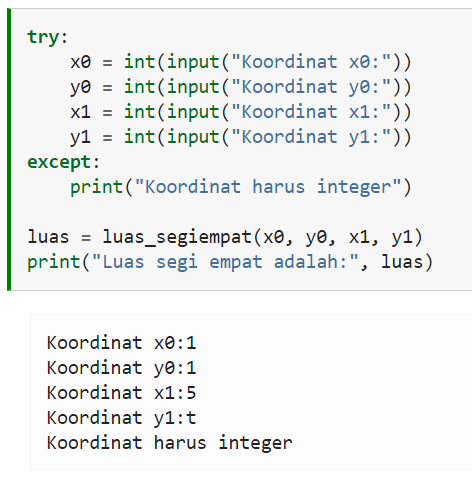 try:
    x0 = int(input("Koordinat x0:"))
    y0 = int(input("Koordinat y0:"))
    x1 = int(input("Koordinat x1:"))
    y1 = int(input("Koordinat y1:"))
except:
    print("Koordinat harus integer")

luas = luas_segiempat(x0, y0, x1, y1)
print("Luas segi empat adalah:", luas)

Koordinat x0:1
Koordinat y0:1
Koordinat x1:5
Koordinat y1:t
Koordinat harus integer